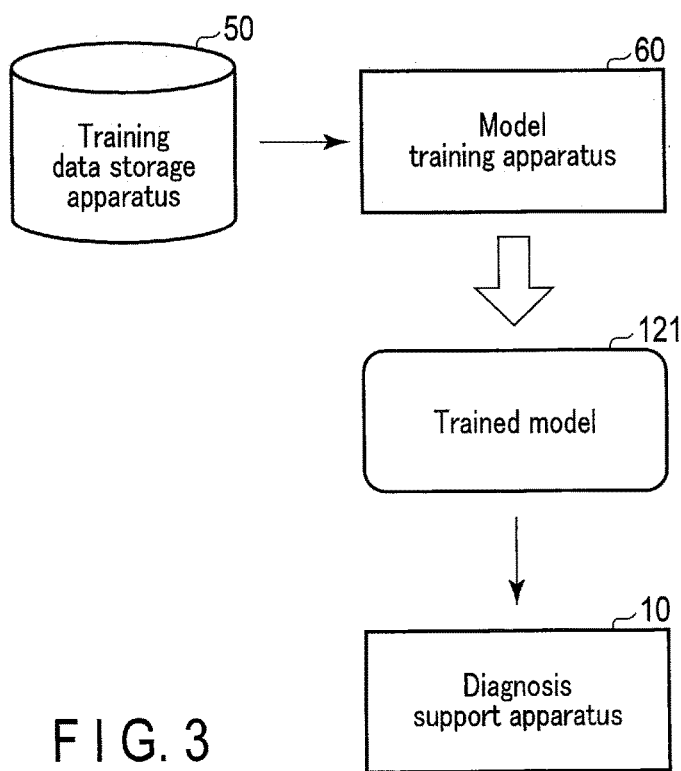 50
Training
data storage
apparatus
60
Model
training apparatus
121
Trained model
10
Diagnosis
support apparatus
FIG. 3